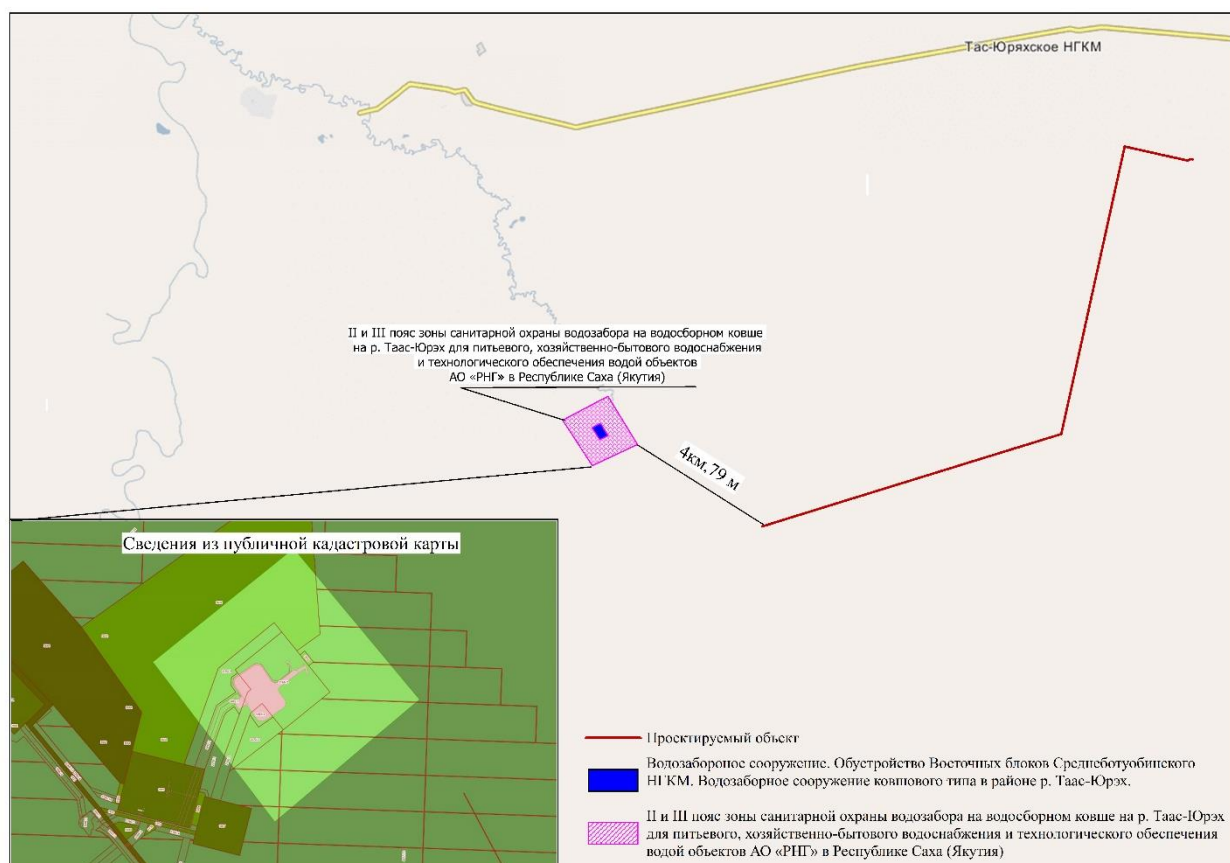 Тас-Юряхское НГКМ
II и III пояс зоны санитарной охраны водозабора на водосборном ковше
на р. Таас-Юрэх для питьевого, хозяйственно-бытового водоснабжения
и технологического обеспечения водой объектов
АО «РНГ» в Республике Саха (Якутия)
4км, 79 м
Сведения из публичной кадастровой карты
Проектируемый объект
Водозабороное сооружение. Обустройство Восточных блоков Среднеботуобинского
НГКМ. Водозаборное сооружение ковшового типа в районе р. Таас-Юрэх.
II и III пояс зоны санитарной охраны водозабора на водосборном ковше на р. Таас-Юрэх
для питьевого, хозяйственно-бытового водоснабжения и технологического обеспечения
водой объектов АО «РНГ» в Республике Саха (Якутия)